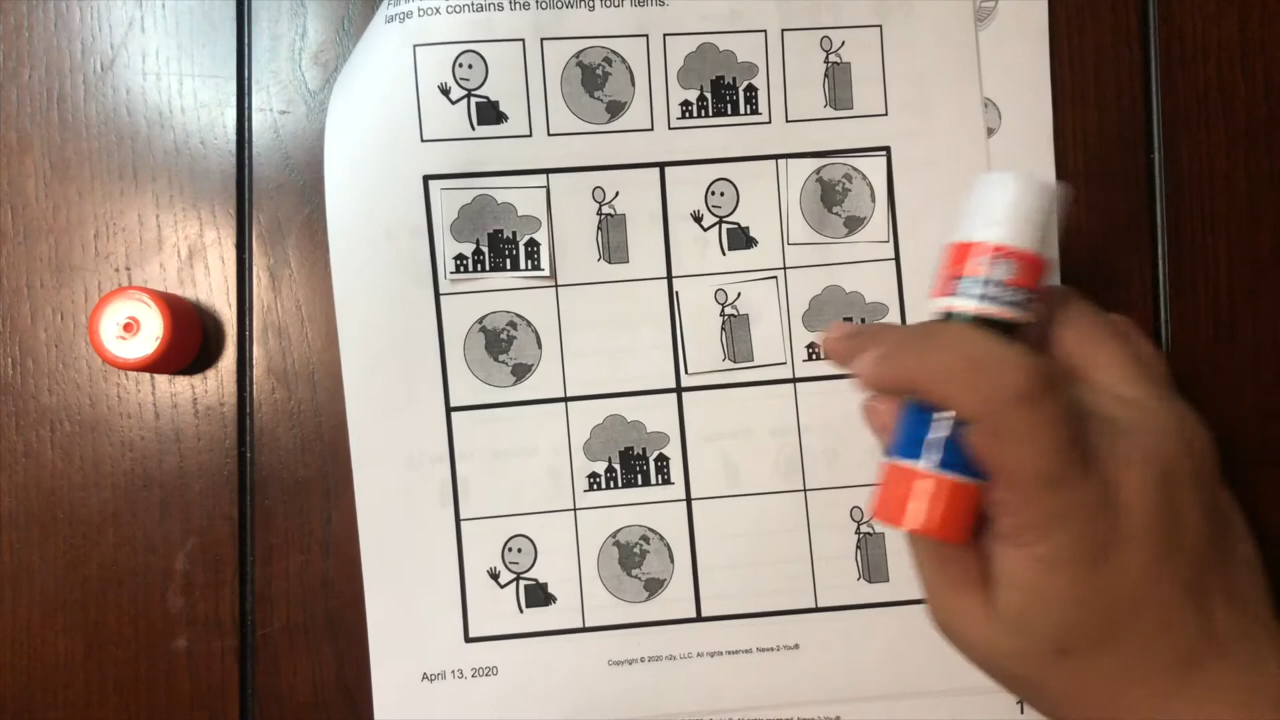 large box contains the following four items.
April 13, 2020
Copyright © 2020 n2y, LLC. All rights reserved. News-2-You®
1